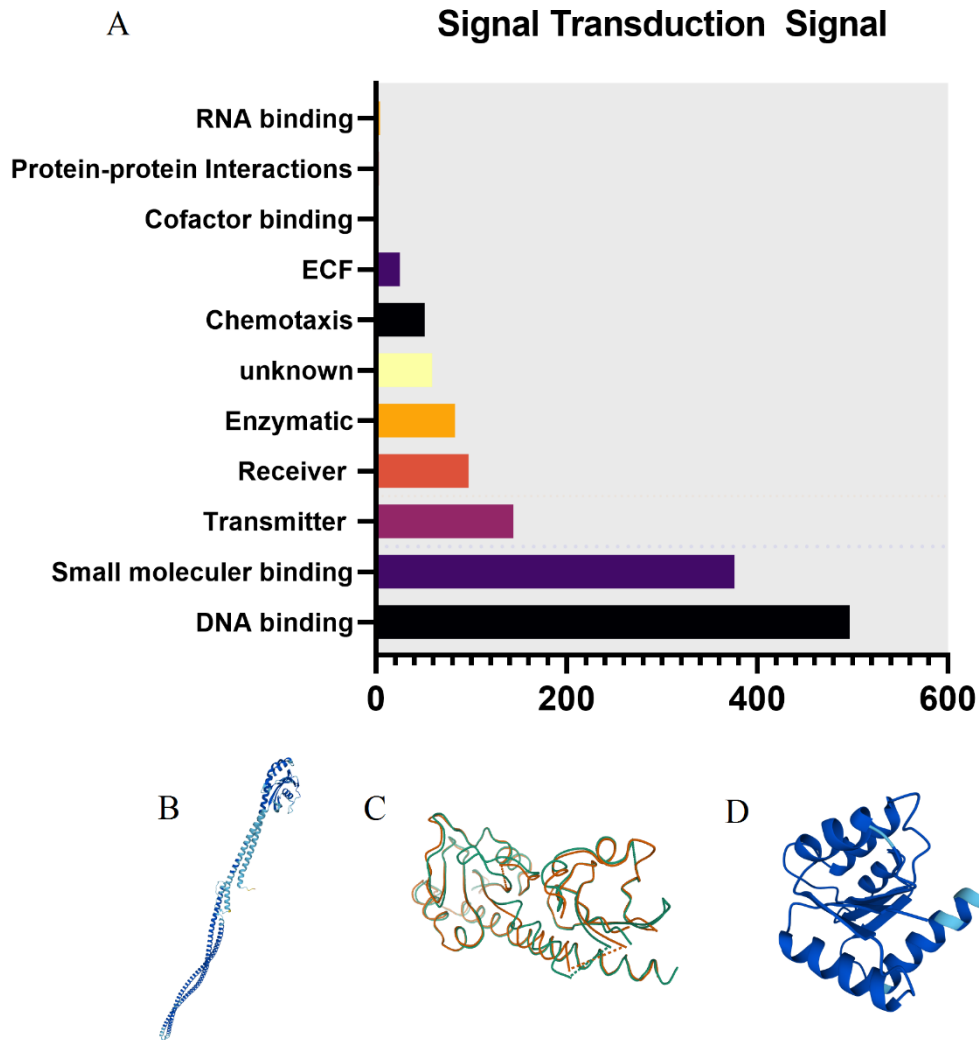 A
Signal Transduction Signal
RNA binding
Protein-protein Interactions
Cofactor binding
ECF
Chemotaxis
unknown
Enzymatic
Receiver
Transmitter
Small moleculer binding
DNA binding
0 200 400 600
B
C
D